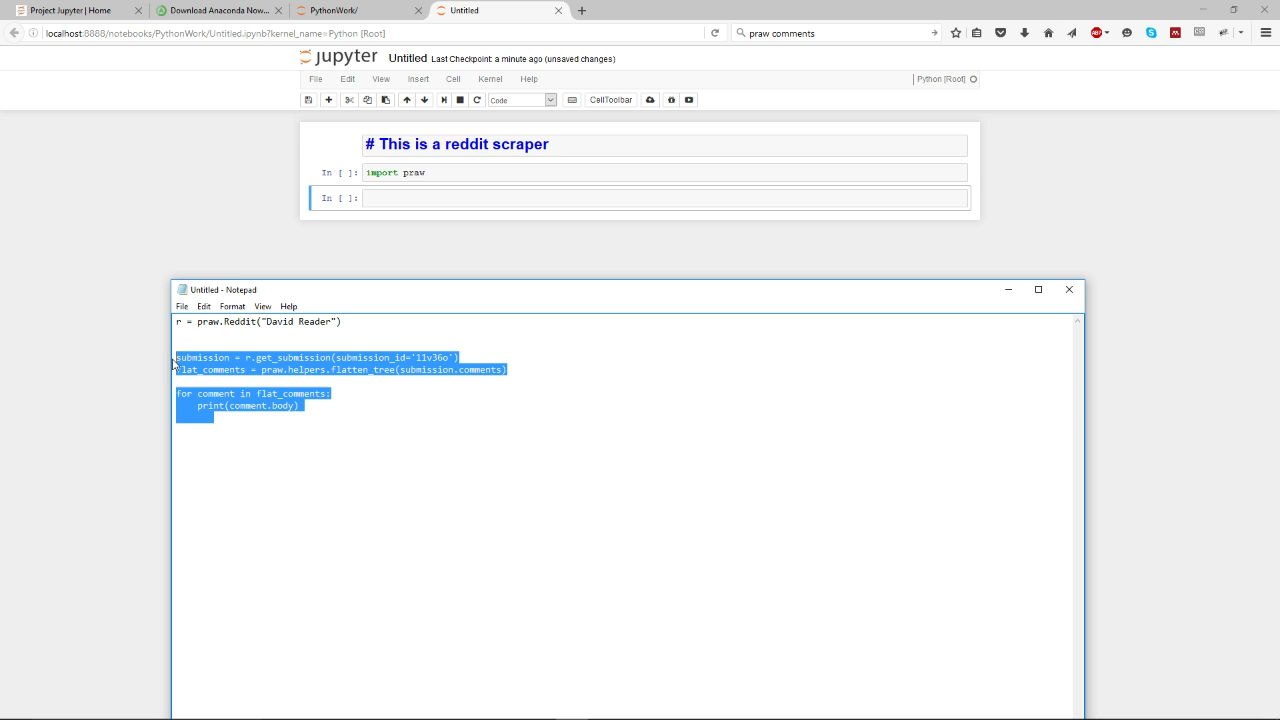 Project Jupyter | Home
Download Anaconda Now...
PythonWork/
Untitled
localhost:8888/notebooks/PythonWork/Untitled.ipynb?kernel_name=Python [Root]
praw comments
ABP
jupyter Untitled Last Checkpoint: a minute ago (unsaved changes)
File Edit View Insert Cell Kernel Help
Python [Root]
Code
CellToolbar
# This is a reddit scraper
In [ ]: import praw
In [ ]:
Untitled - Notepad
File Edit Format View Help
r = praw.Reddit("David Reader")
submission = r.get_submission(submission_id='11v36o')
flat_comments = praw.helpers.flatten_tree(submission.comments)
for comment in flat_comments:
print(comment.body)